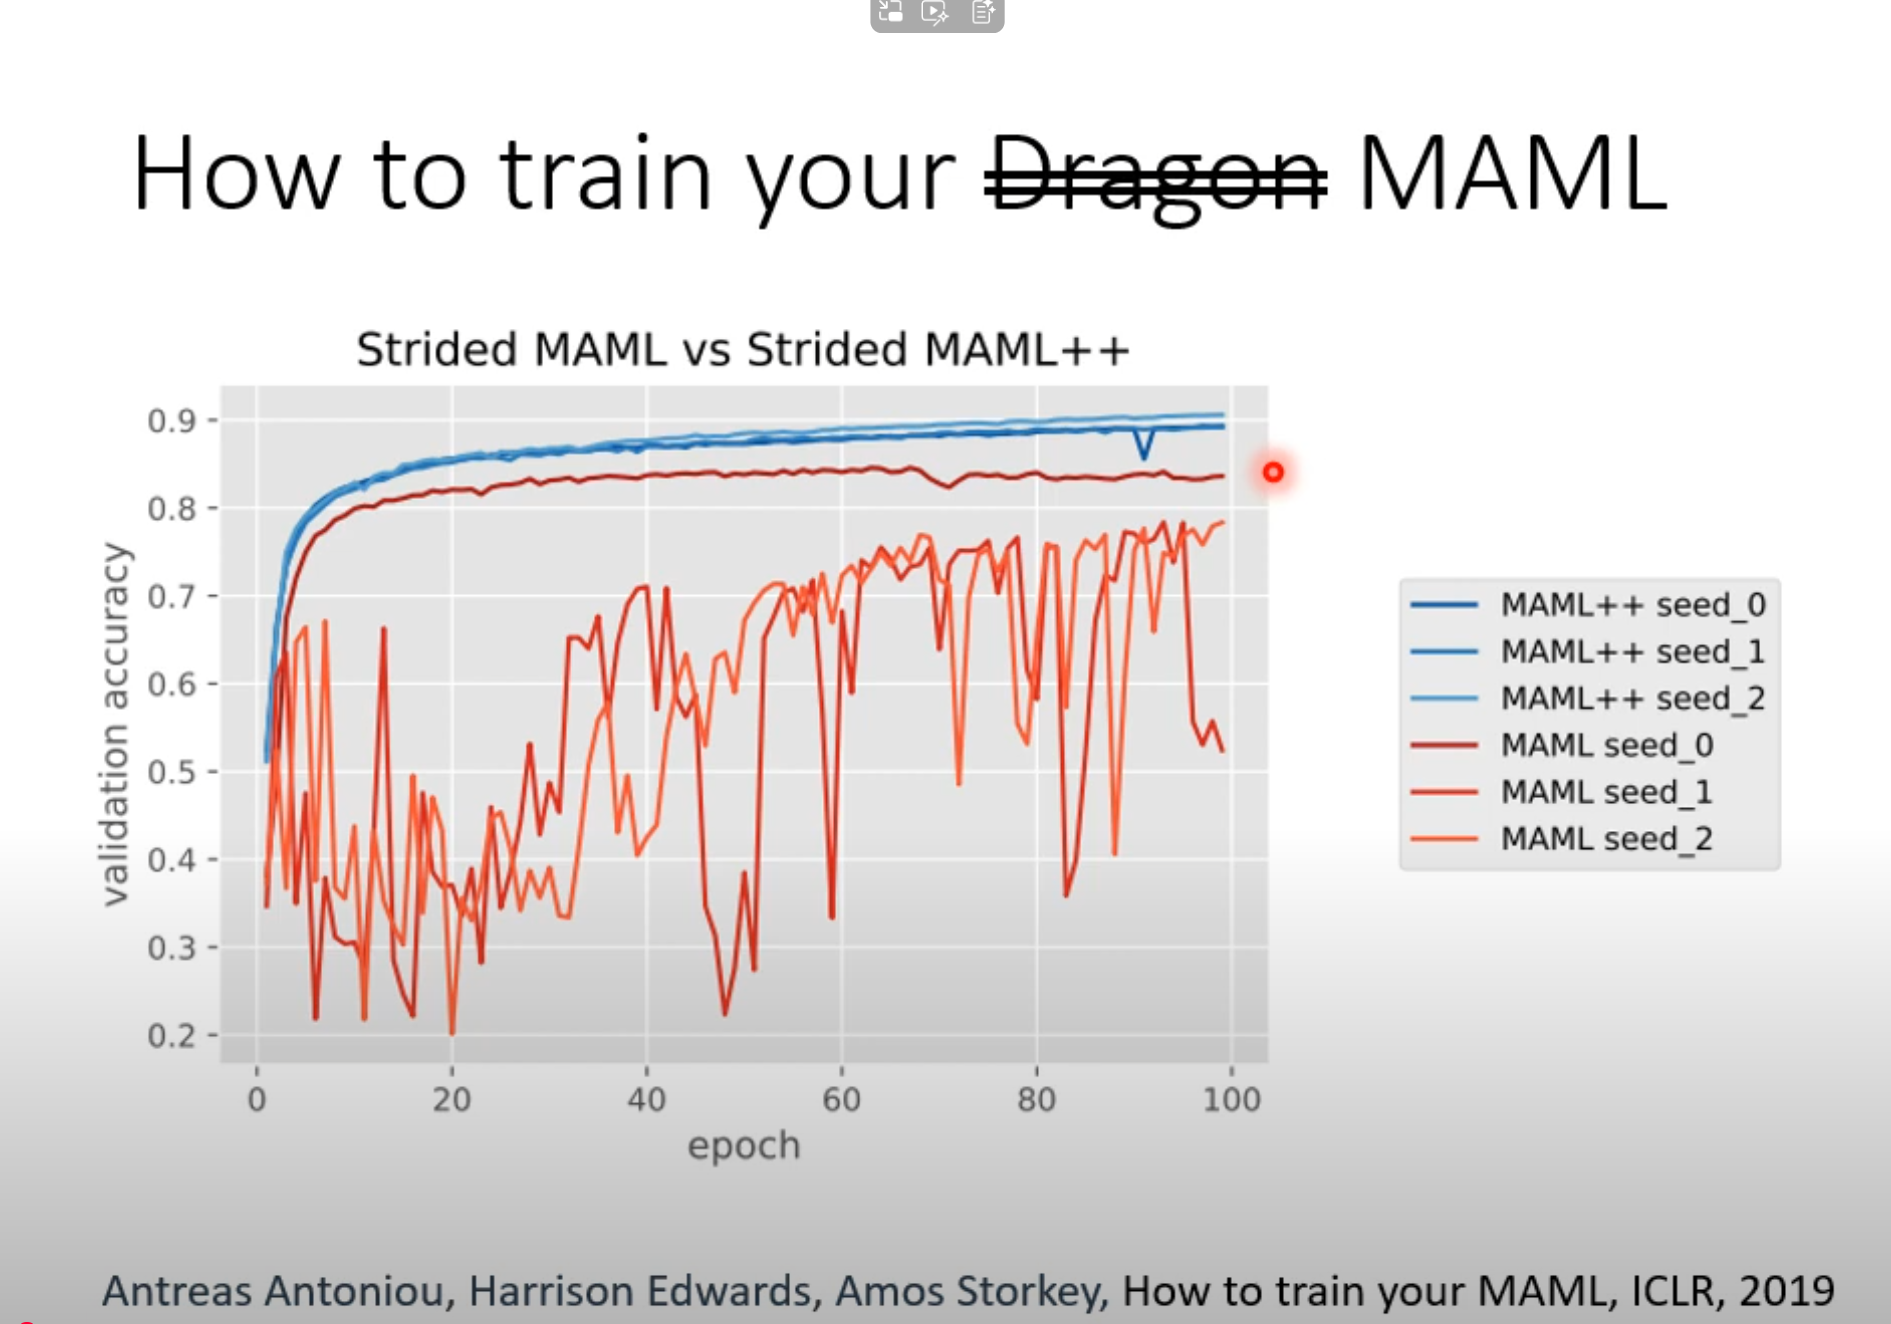 How to train your Dragon MAML
Strided MAML vs Strided MAML++
validation accuracy
0.9
0.8
0.7
0.6
0.5
0.4
0.3
0.2
0 20 40 60 80 100
epoch
MAML++ seed_0
MAML++ seed_1
MAML++ seed_2
MAML seed_0
MAML seed_1
MAML seed_2
Antreas Antoniou, Harrison Edwards, Amos Storkey, How to train your MAML, ICLR, 2019